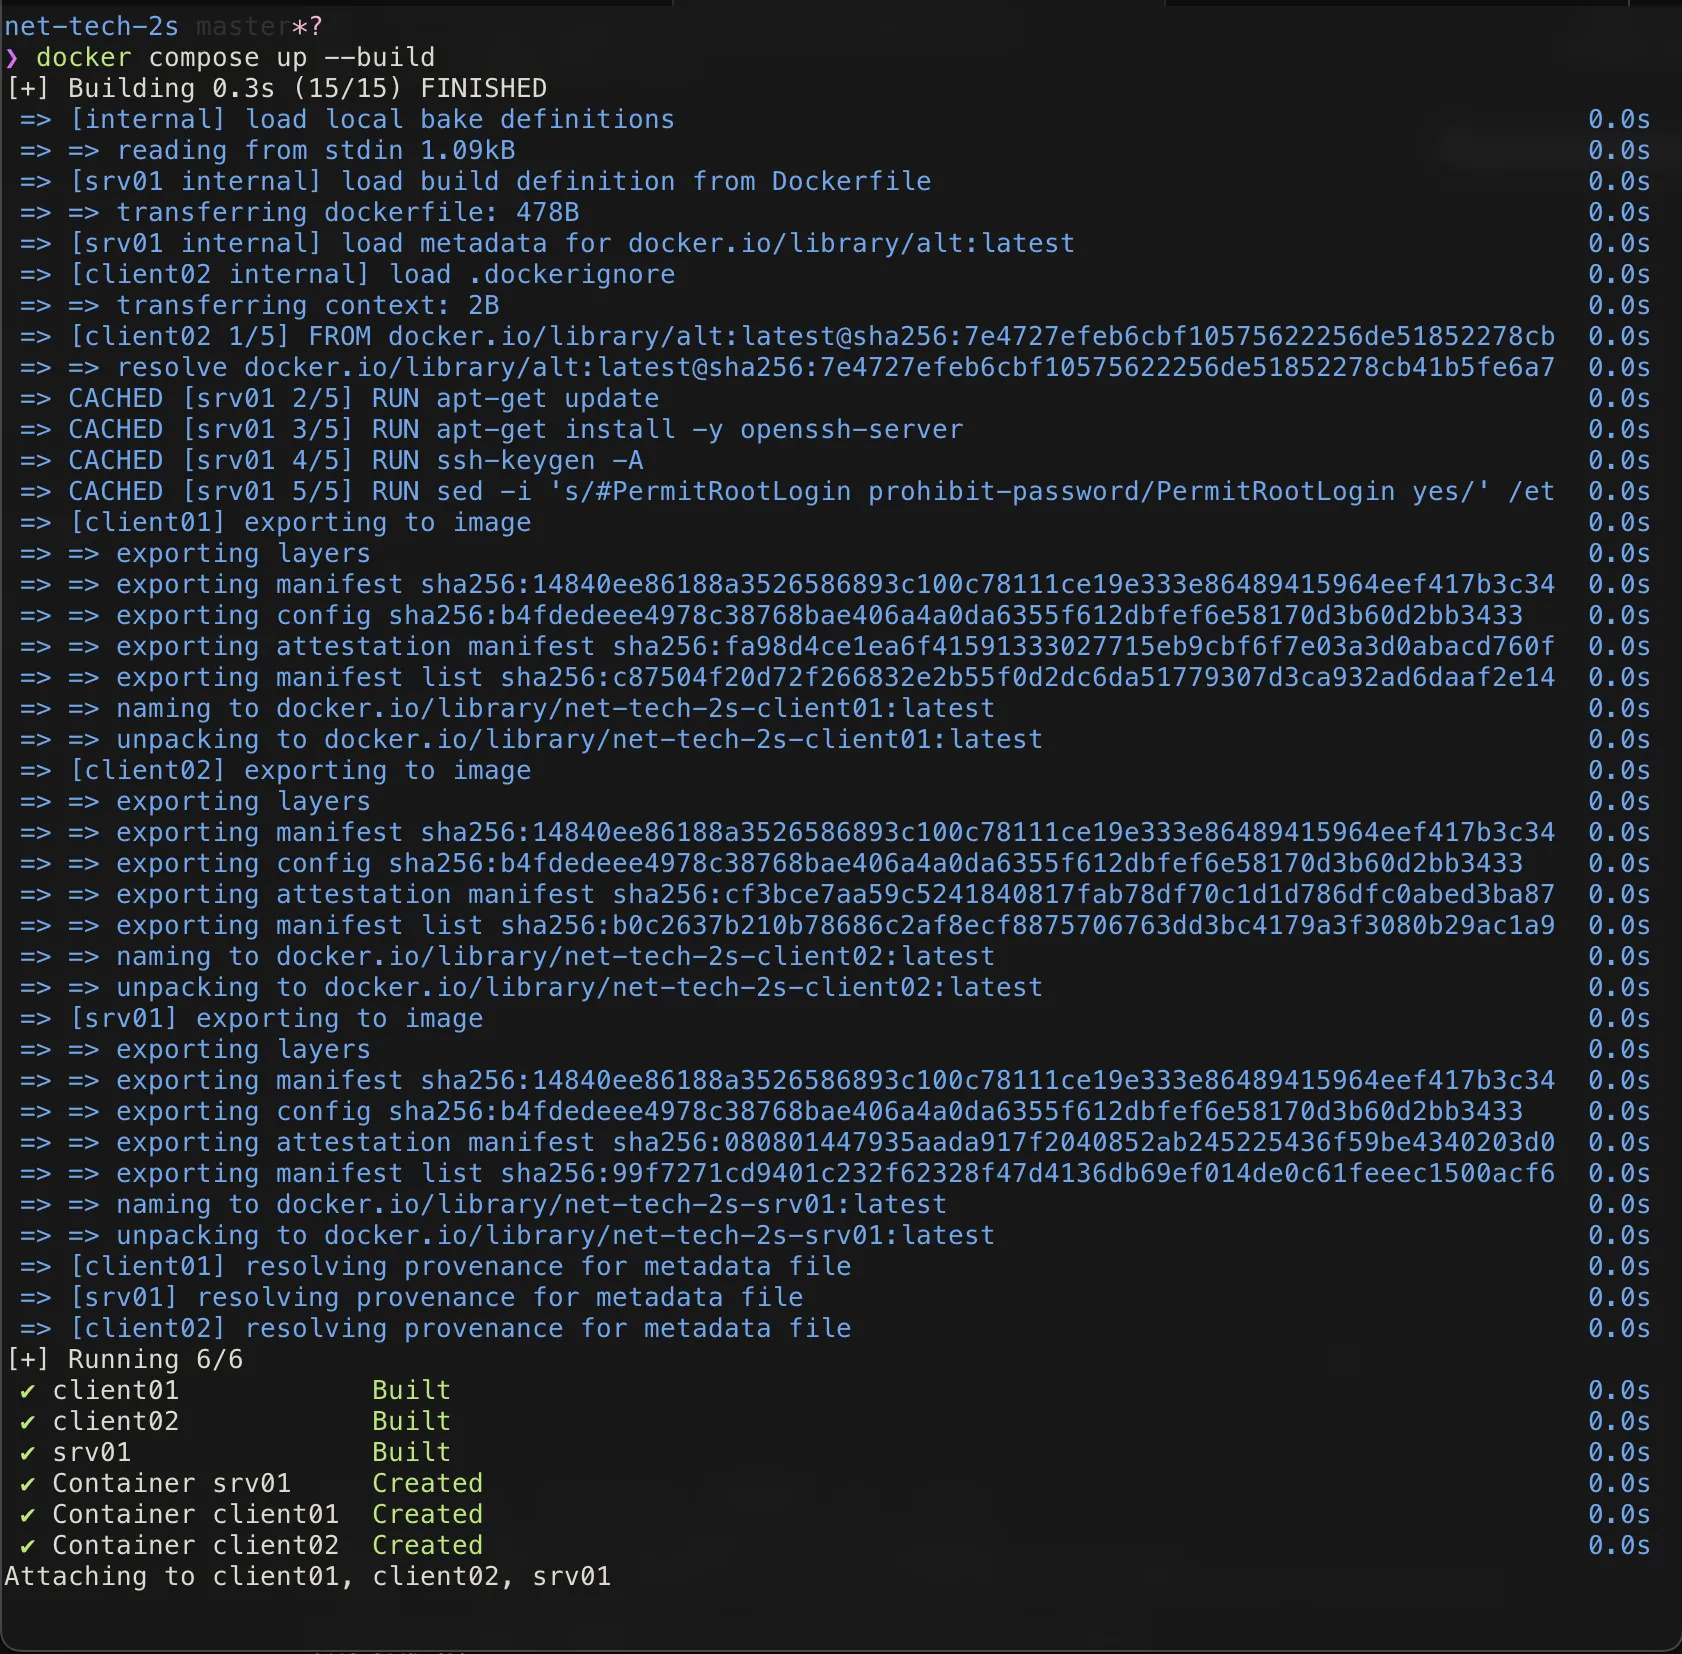 net-tech-2s master*?
❯ docker compose up --build
[+] Building 0.3s (15/15) FINISHED
=> [internal] load local bake definitions 0.0s
=> => reading from stdin 1.09kB 0.0s
=> [srv01 internal] load build definition from Dockerfile 0.0s
=> => transferring dockerfile: 478B 0.0s
=> [srv01 internal] load metadata for docker.io/library/alt:latest 0.0s
=> [client02 internal] load .dockerignore 0.0s
=> => transferring context: 2B 0.0s
=> [client02 1/5] FROM docker.io/library/alt:latest@sha256:7e4727efeb6cbf10575622256de51852278cb 0.0s
=> => resolve docker.io/library/alt:latest@sha256:7e4727efeb6cbf10575622256de51852278cb41b5fe6a7 0.0s
=> CACHED [srv01 2/5] RUN apt-get update 0.0s
=> CACHED [srv01 3/5] RUN apt-get install -y openssh-server 0.0s
=> CACHED [srv01 4/5] RUN ssh-keygen -A 0.0s
=> CACHED [srv01 5/5] RUN sed -i 's/#PermitRootLogin prohibit-password/PermitRootLogin yes/' /et 0.0s
=> [client01] exporting to image 0.0s
=> => exporting layers 0.0s
=> => exporting manifest sha256:14840ee86188a3526586893c100c78111ce19e333e86489415964eef417b3c34 0.0s
=> => exporting config sha256:b4fdedeee4978c38768bae406a4a0da6355f612dbfef6e58170d3b60d2bb3433 0.0s
=> => exporting attestation manifest sha256:fa98d4ce1ea6f41591333027715eb9cbf6f7e03a3d0abacd760f 0.0s
=> => exporting manifest list sha256:c87504f20d72f266832e2b55f0d2dc6da51779307d3ca932ad6daaf2e14 0.0s
=> => naming to docker.io/library/net-tech-2s-client01:latest 0.0s
=> => unpacking to docker.io/library/net-tech-2s-client01:latest 0.0s
=> [client02] exporting to image 0.0s
=> => exporting layers 0.0s
=> => exporting manifest sha256:14840ee86188a3526586893c100c78111ce19e333e86489415964eef417b3c34 0.0s
=> => exporting config sha256:b4fdedeee4978c38768bae406a4a0da6355f612dbfef6e58170d3b60d2bb3433 0.0s
=> => exporting attestation manifest sha256:cf3bce7aa59c5241840817fab78df70c1d1d786dfc0abed3ba87 0.0s
=> => exporting manifest list sha256:b0c2637b210b78686c2af8ecf8875706763dd3bc4179a3f3080b29ac1a9 0.0s
=> => naming to docker.io/library/net-tech-2s-client02:latest 0.0s
=> => unpacking to docker.io/library/net-tech-2s-client02:latest 0.0s
=> [srv01] exporting to image 0.0s
=> => exporting layers 0.0s
=> => exporting manifest sha256:14840ee86188a3526586893c100c78111ce19e333e86489415964eef417b3c34 0.0s
=> => exporting config sha256:b4fdedeee4978c38768bae406a4a0da6355f612dbfef6e58170d3b60d2bb3433 0.0s
=> => exporting attestation manifest sha256:080801447935aada917f2040852ab245225436f59be4340203d0 0.0s
=> => exporting manifest list sha256:99f7271cd9401c232f62328f47d4136db69ef014de0c61feeec1500acf6 0.0s
=> => naming to docker.io/library/net-tech-2s-srv01:latest 0.0s
=> => unpacking to docker.io/library/net-tech-2s-srv01:latest 0.0s
=> [client01] resolving provenance for metadata file 0.0s
=> [srv01] resolving provenance for metadata file 0.0s
=> [client02] resolving provenance for metadata file 0.0s
[+] Running 6/6
✔ client01 Built 0.0s
✔ client02 Built 0.0s
✔ srv01 Built 0.0s
✔ Container srv01 Created 0.0s
✔ Container client01 Created 0.0s
✔ Container client02 Created 0.0s
Attaching to client01, client02, srv01